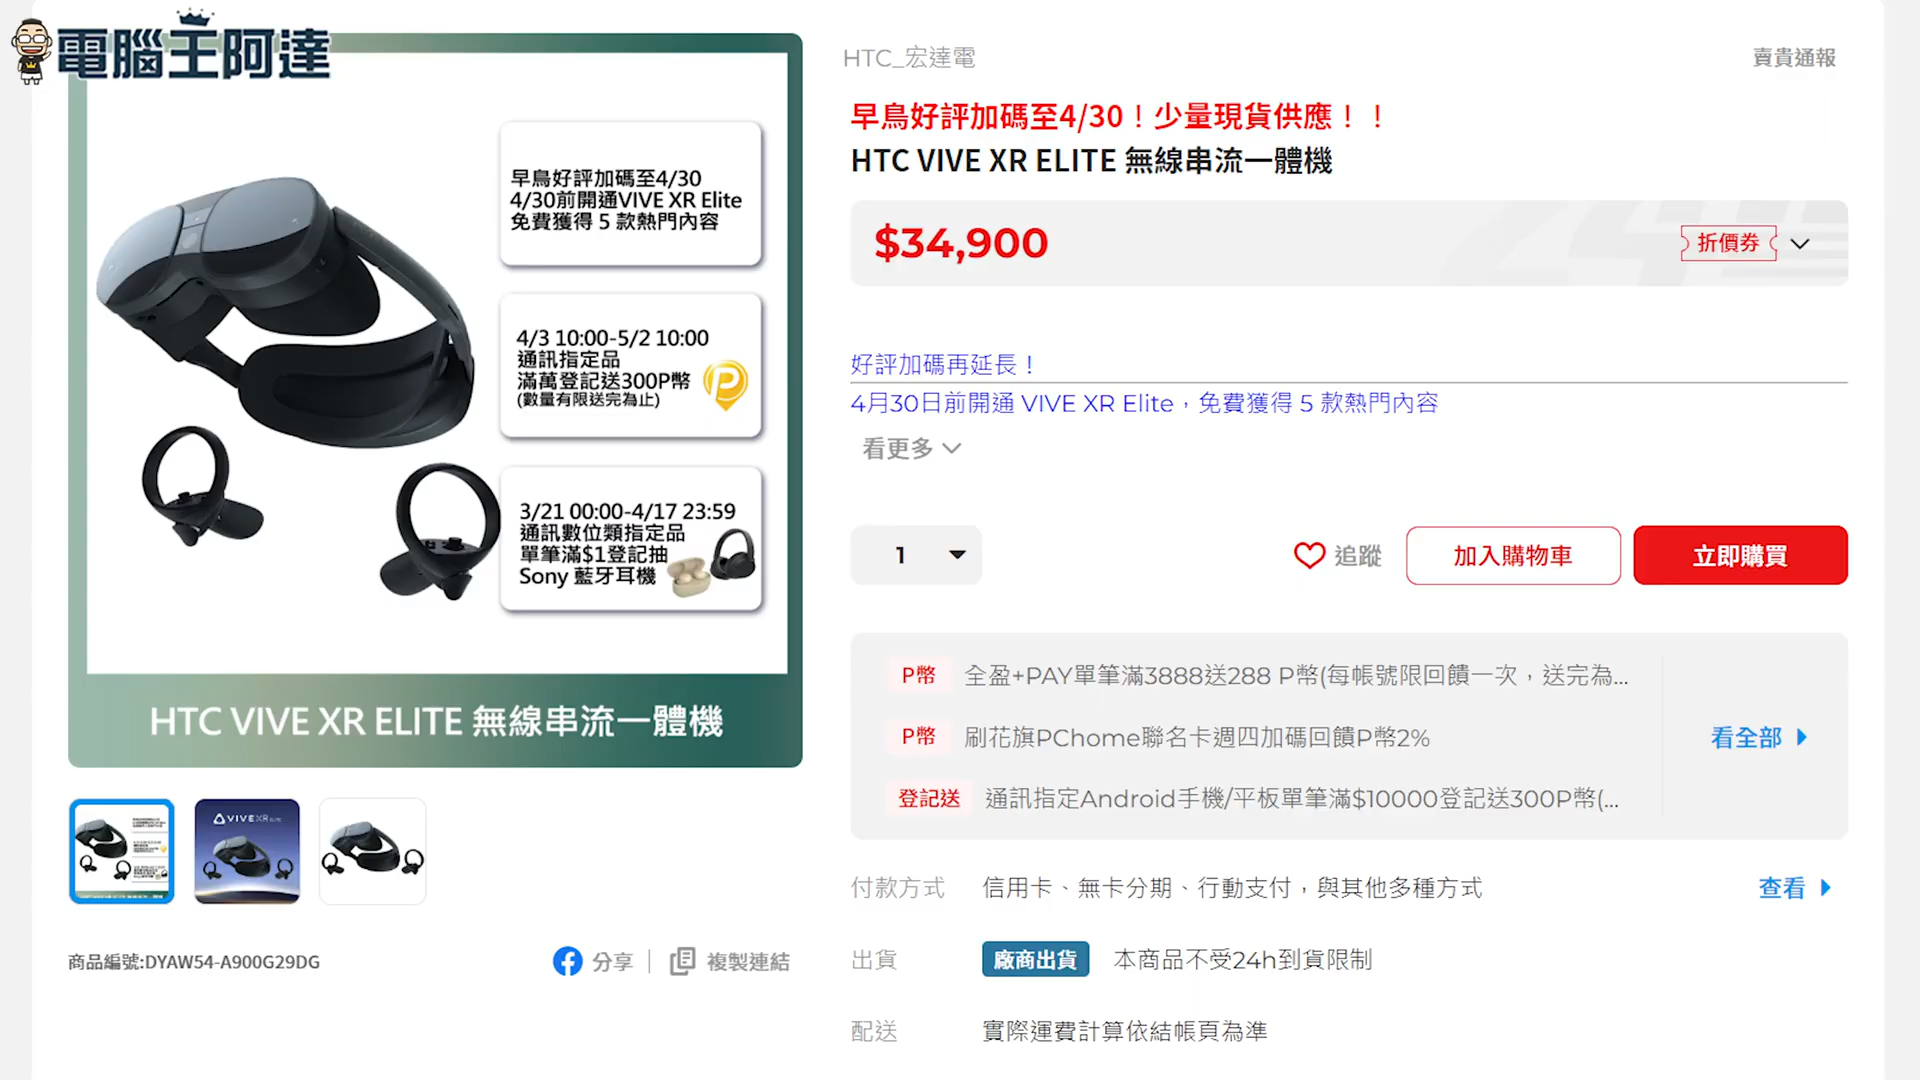 電腦王阿達
早鳥好評加碼至4/30
4/30前開通VIVE XR Elite
免費獲得 5 款熱門內容
4/3 10:00-5/2 10:00
通訊指定品
滿萬登記送300P幣
(數量有限送完為止)
3/21 00:00-4/17 23:59
通訊數位類指定品
單筆滿$1登記抽
Sony 藍牙耳機
HTC VIVE XR ELITE 無線串流一體機
VIVE XR ELITE
商品編號:DYAW54-A900G29DG
分享
複製連結
HTC_宏達電
賣貴通報
早鳥好評加碼至4/30！少量現貨供應！！
HTC VIVE XR ELITE 無線串流一體機
$34,900
折價券
好評加碼再延長！
4月30日前開通 VIVE XR Elite，免費獲得 5 款熱門內容
看更多
1
追蹤
加入購物車
立即購買
P幣 全盈+PAY單筆滿3888送288 P幣(每帳號限回饋一次，送完為...
P幣 刷花旗PChome聯名卡週四加碼回饋P幣2%
看全部
登記送 通訊指定Android手機/平板單筆滿$10000登記送300P幣(...
付款方式 信用卡、無卡分期、行動支付，與其他多種方式
查看
出貨 廠商出貨 本商品不受24h到貨限制
配送 實際運費計算依結帳頁為準